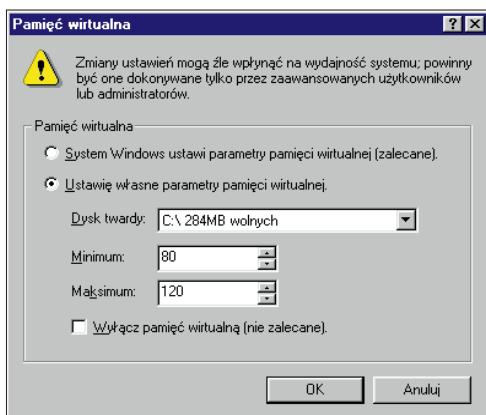 Pamięć wirtualna
Zmiany ustawień mogą źle wpłynąć na wydajność systemu; powinny
być one dokonywane tylko przez zaawansowanych użytkowników
lub administratorów.
Pamięć wirtualna
System Windows ustawi parametry pamięci wirtualnej (zalecane).
Ustawię własne parametry pamięci wirtualnej.
Dysk twardy: C:\ 284MB wolnych
Minimum: 80
Maksimum: 120
Wyłącz pamięć wirtualną (nie zalecane).
OK Anuluj